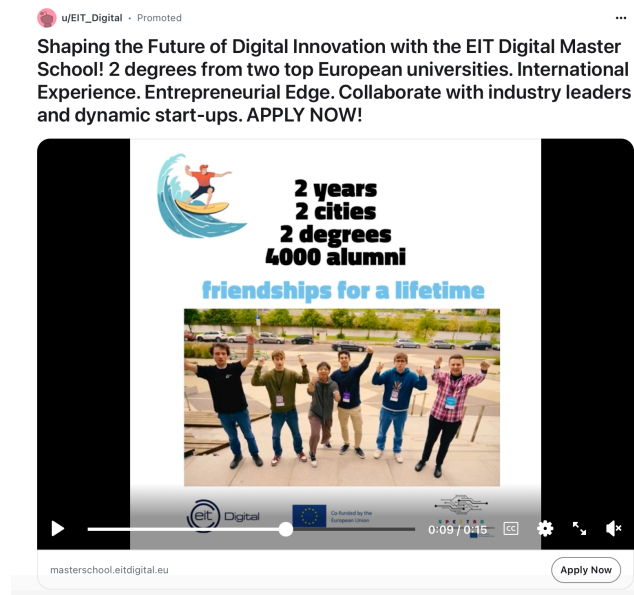 u/EIT_Digital • Promoted
Shaping the Future of Digital Innovation with the EIT Digital Master
School! 2 degrees from two top European universities. International
Experience. Entrepreneurial Edge. Collaborate with industry leaders
and dynamic start-ups. APPLY NOW!
2 years
2 cities
2 degrees
4000 alumni
friendships for a lifetime
eit Digital
Co-funded by the
European Union
0:09 / 0:15
CC
masterschool.eitdigital.eu
Apply Now